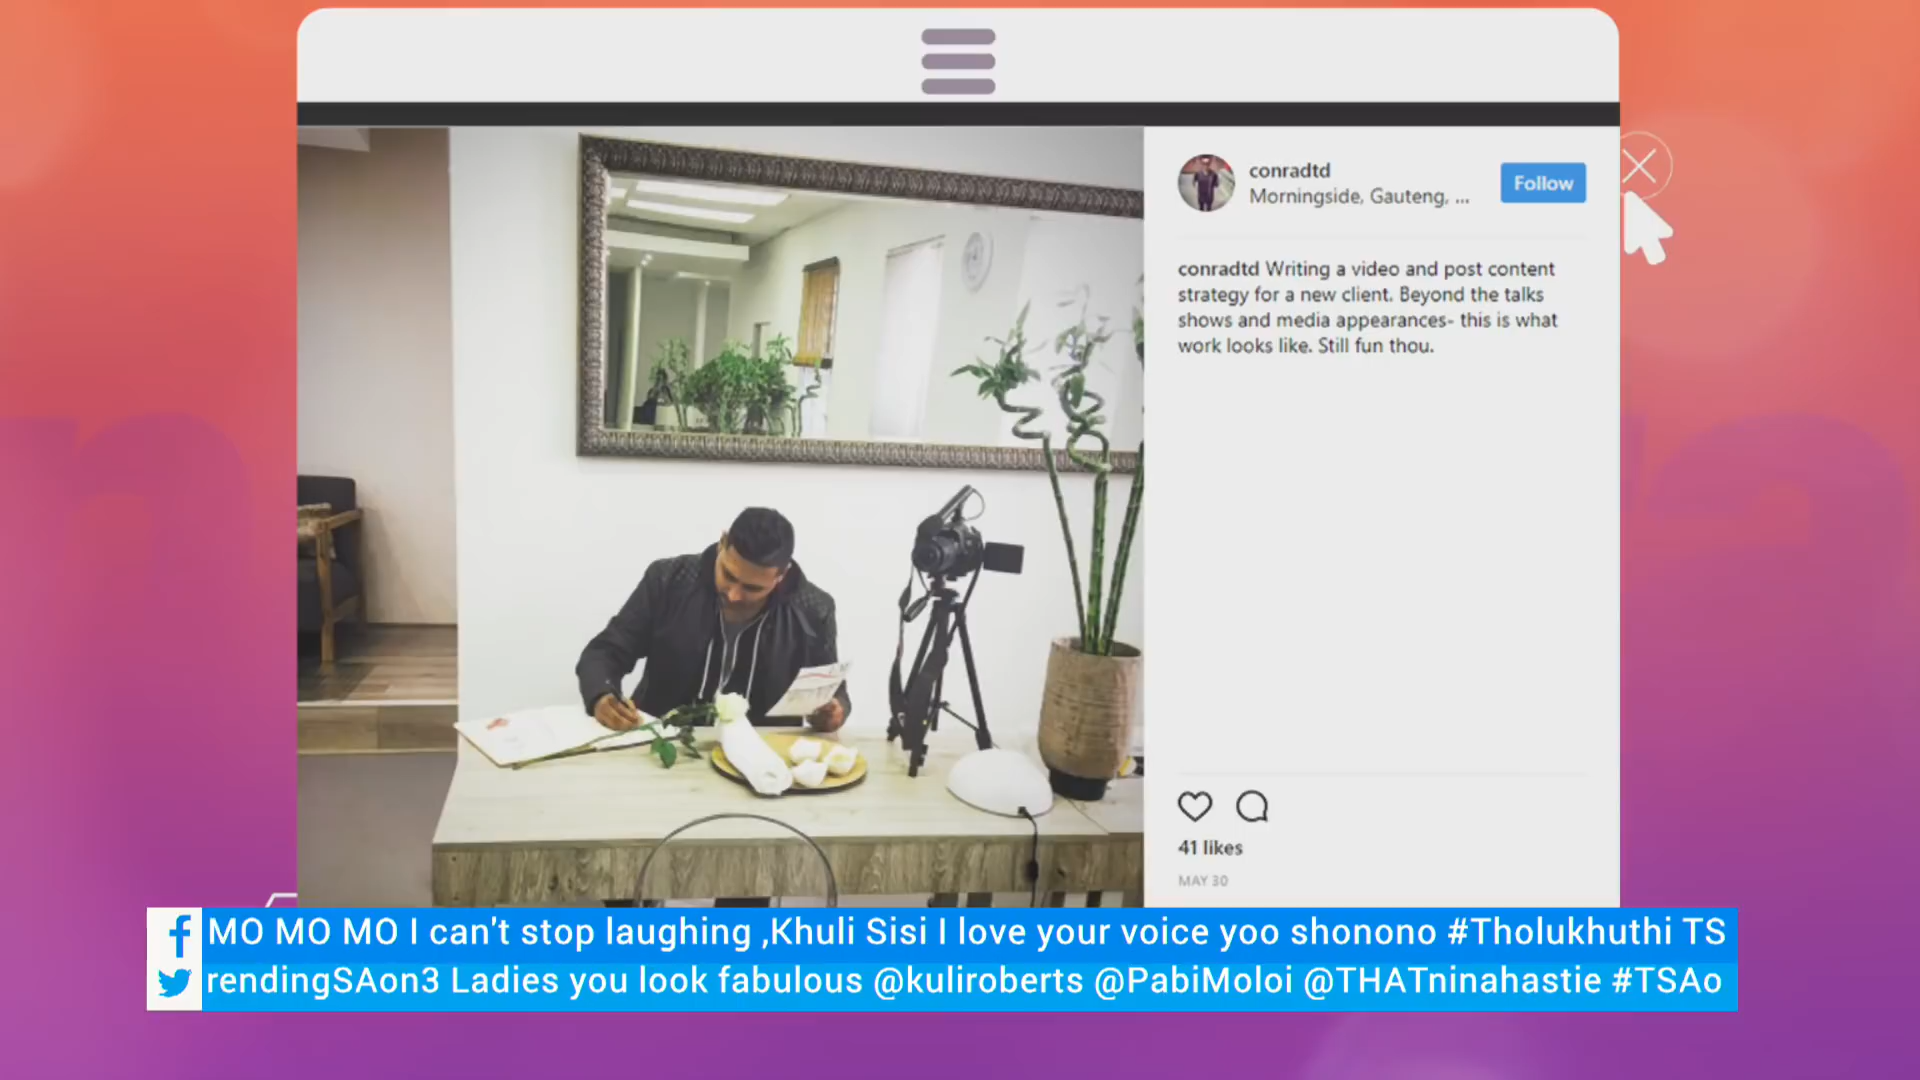 conradtd
Morningside, Gauteng, ...
Follow
conradtd Writing a video and post content
strategy for a new client. Beyond the talks
shows and media appearances- this is what
work looks like. Still fun thou.
41 likes
MAY 30
MO MO MO I can't stop laughing ,Khuli Sisi I love your voice yoo shonono #Tholukhuthi TS
rendingSAon3 Ladies you look fabulous @kuliroberts @PabiMoloi @THATninahastie #TSAo